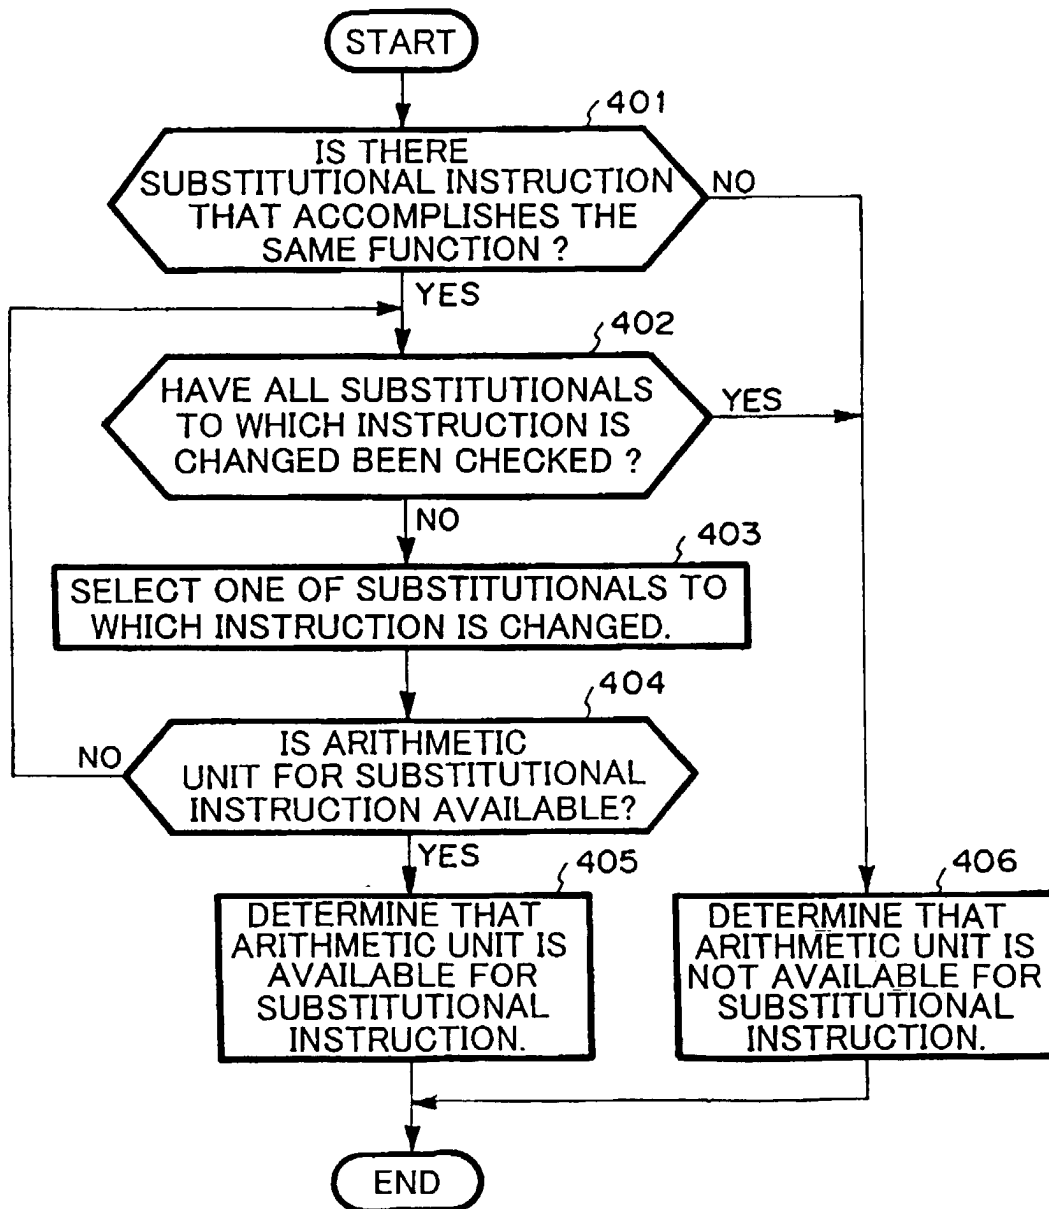 START
401
IS THERE
SUBSTITUTIONAL INSTRUCTION
THAT ACCOMPLISHES THE
SAME FUNCTION ?
NO
YES
402
HAVE ALL SUBSTITUTIONALS
TO WHICH INSTRUCTION IS
CHANGED BEEN CHECKED ?
YES
NO
403
SELECT ONE OF SUBSTITUTIONALS TO
WHICH INSTRUCTION IS CHANGED.
404
IS ARITHMETIC
UNIT FOR SUBSTITUTIONAL
INSTRUCTION AVAILABLE?
NO
YES
405
DETERMINE THAT
ARITHMETIC UNIT IS
AVAILABLE FOR
SUBSTITUTIONAL
INSTRUCTION.
406
DETERMINE THAT
ARITHMETIC UNIT IS
NOT AVAILABLE FOR
SUBSTITUTIONAL
INSTRUCTION.
END